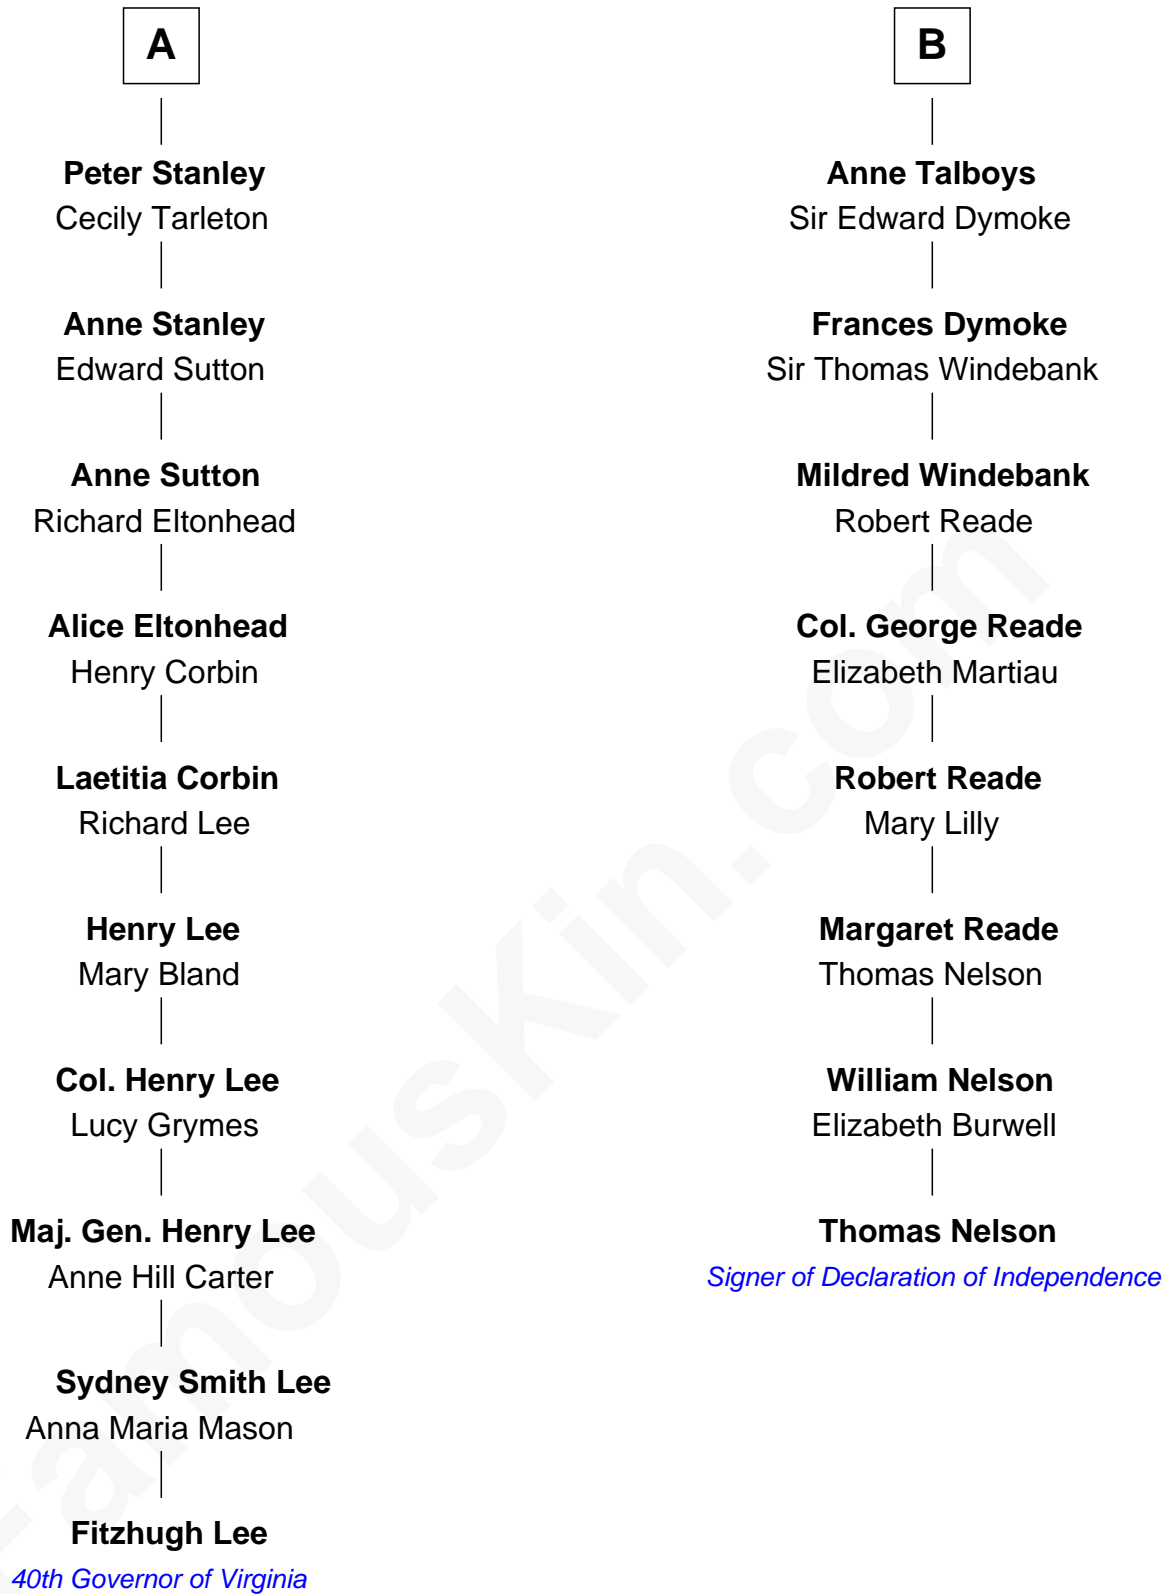 A
Peter Stanley
Cecily Tarleton
Anne Stanley
Edward Sutton
Anne Sutton
Richard Eltonhead
Alice Eltonhead
Henry Corbin
Laetitia Corbin
Richard Lee
Henry Lee
Mary Bland
Col. Henry Lee
Lucy Grymes
Maj. Gen. Henry Lee
Anne Hill Carter
Sydney Smith Lee
Anna Maria Mason
Fitzhugh Lee
40th Governor of Virginia
B
Anne Talboys
Sir Edward Dymoke
Frances Dymoke
Sir Thomas Windebank
Mildred Windebank
Robert Reade
Col. George Reade
Elizabeth Martiau
Robert Reade
Mary Lilly
Margaret Reade
Thomas Nelson
William Nelson
Elizabeth Burwell
Thomas Nelson
Signer of Declaration of Independence
FamousKin.com